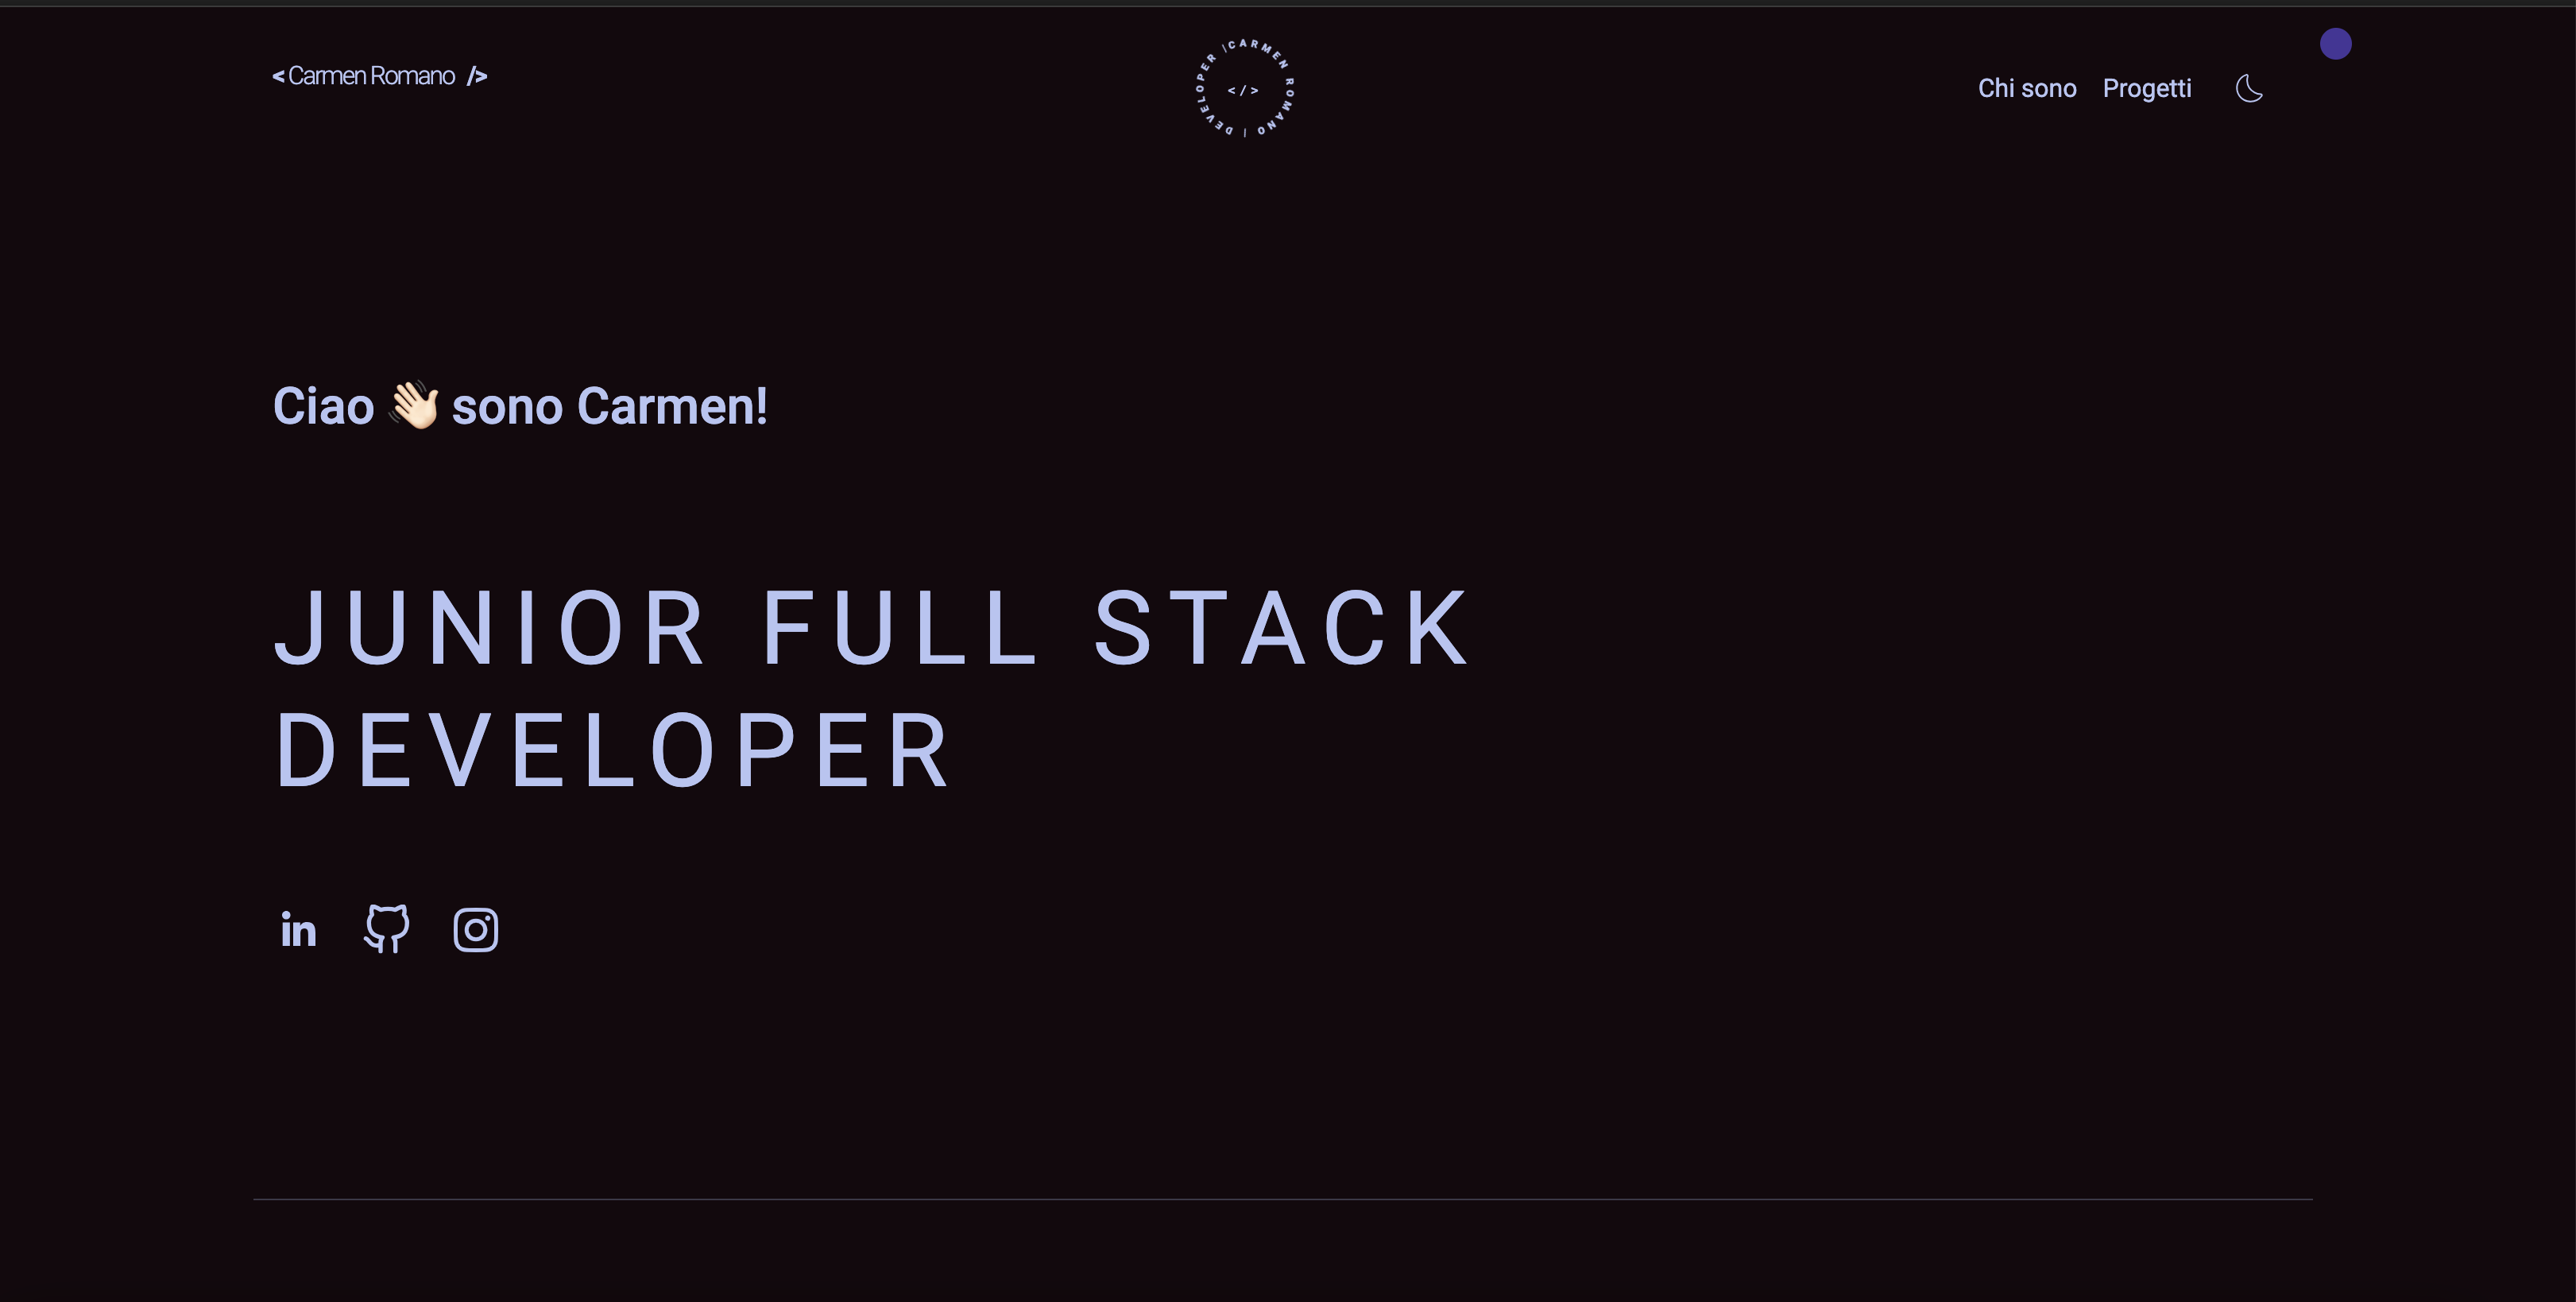 < Carmen Romano />
CARMEN ROMANO | DEVELOPER |
< / >
Chi sono
Progetti
Ciao 👋🏻 sono Carmen!
JUNIOR FULL STACK
DEVELOPER
in